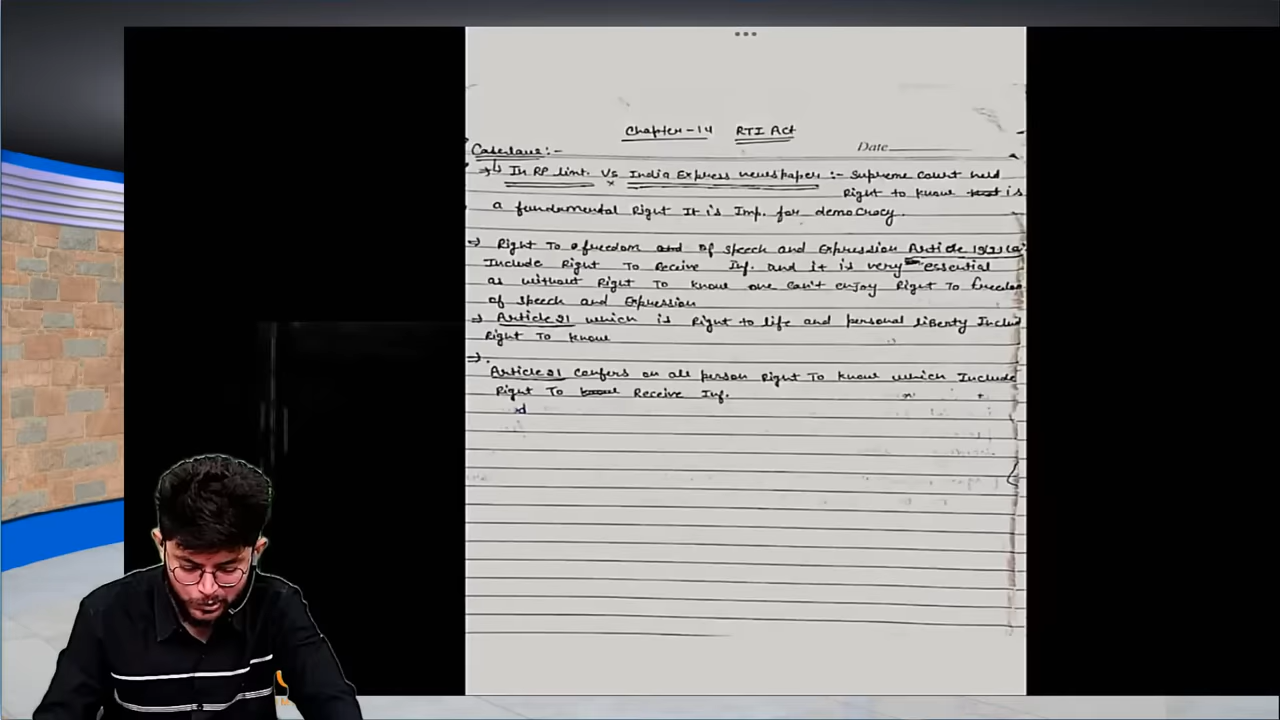 Chapter-14 RTI Act
Date
Caselaw:-
In RP Limt. Vs India Express newspaper :- Supreme Court held
Right to know is
a fundamental Right It is Imp. for democracy.
Right To freedom of speech and Expression Article 19(1)(a)
Include Right To Receive Inf. and it is very essential
as without Right To know one can't enjoy Right To freedom
of speech and Expression
Article 21 which is Right to life and personal liberty Includ
Right To know
Article 21 confers on all person Right To know which Include
Right To Receive Inf.